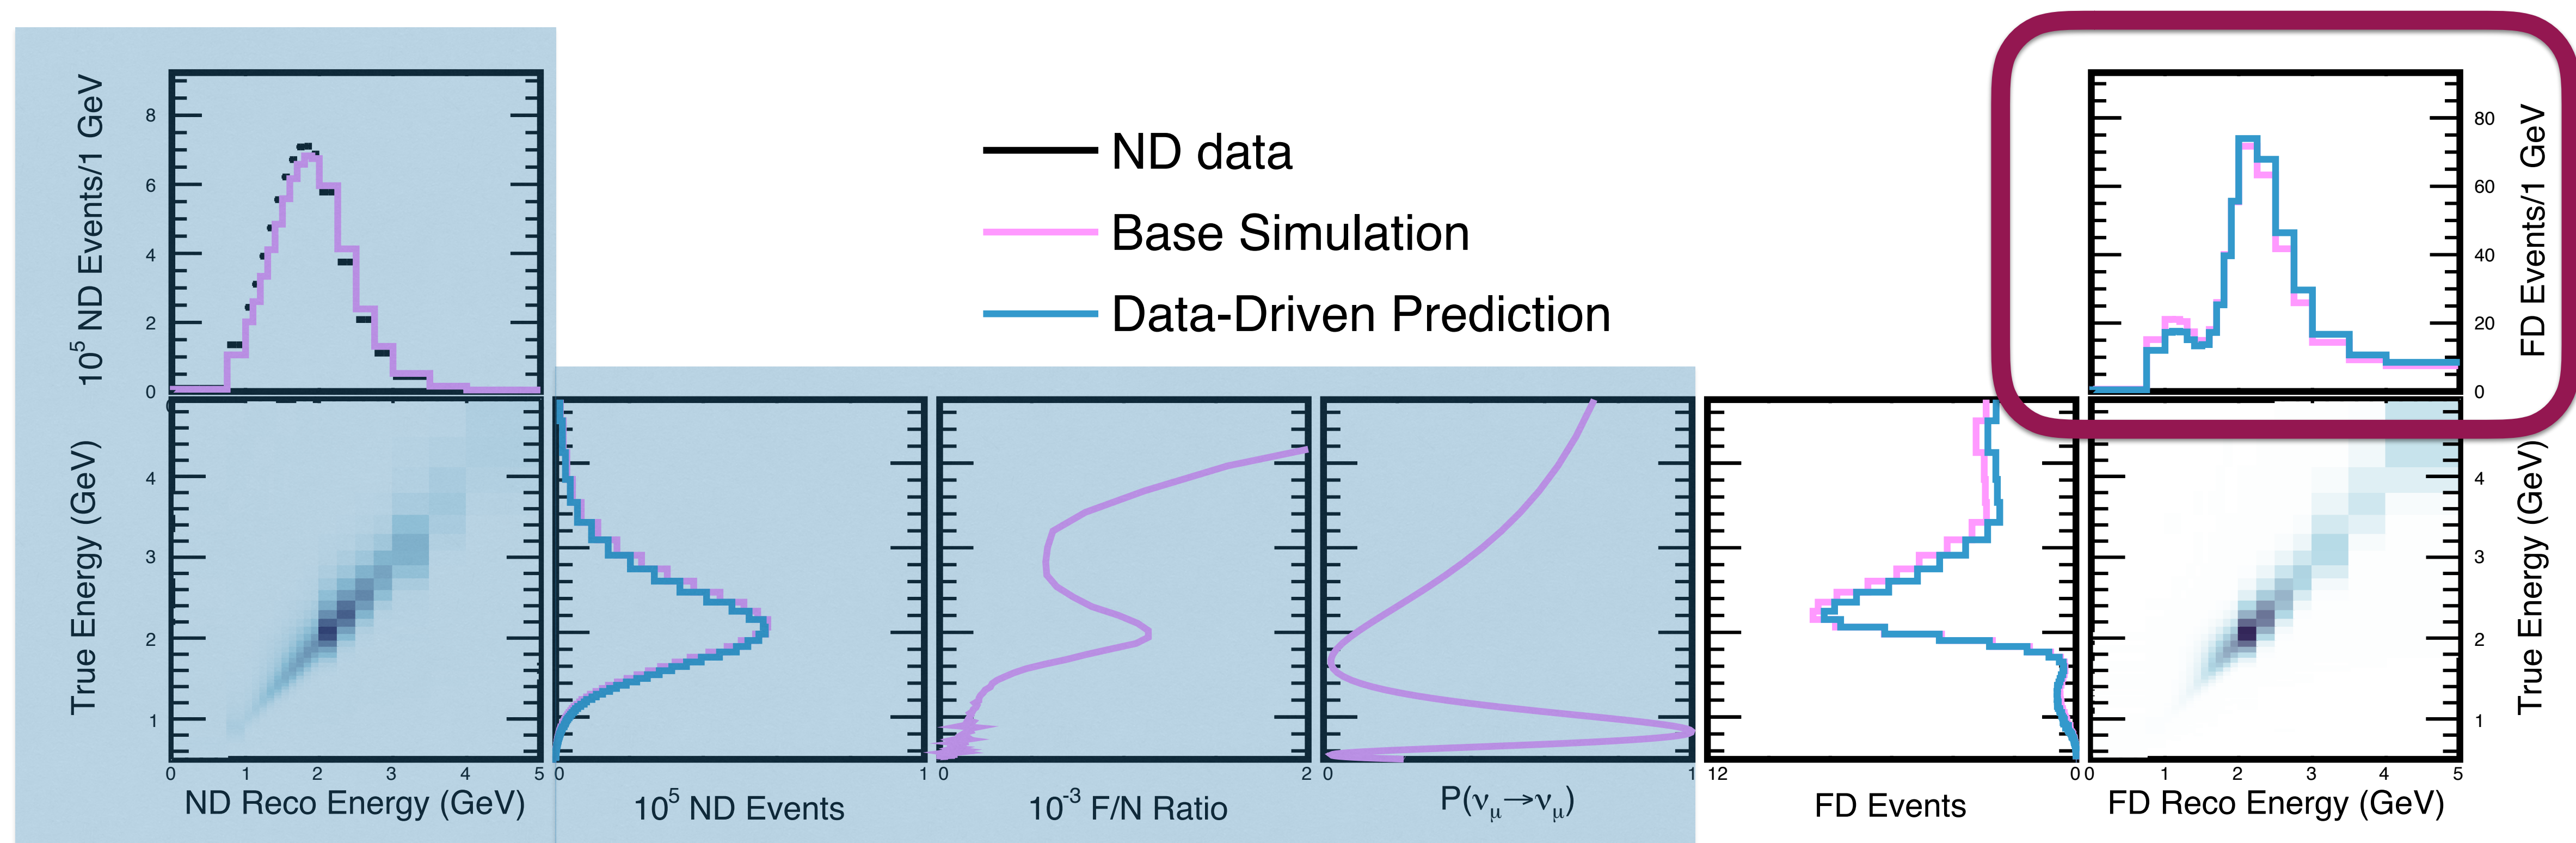 10⁵ ND Events/1 GeV
8
6
4
2
0
ND data
Base Simulation
Data-Driven Prediction
80
60
40
20
0
FD Events/1 GeV
True Energy (GeV)
4
3
2
1
0 1 2 3 4 5
ND Reco Energy (GeV)
0 1
10⁵ ND Events
0 2
10⁻³ F/N Ratio
0 1
P(νμ→νμ)
12 0
FD Events
0 1 2 3 4 5
FD Reco Energy (GeV)
4
3
2
1
True Energy (GeV)